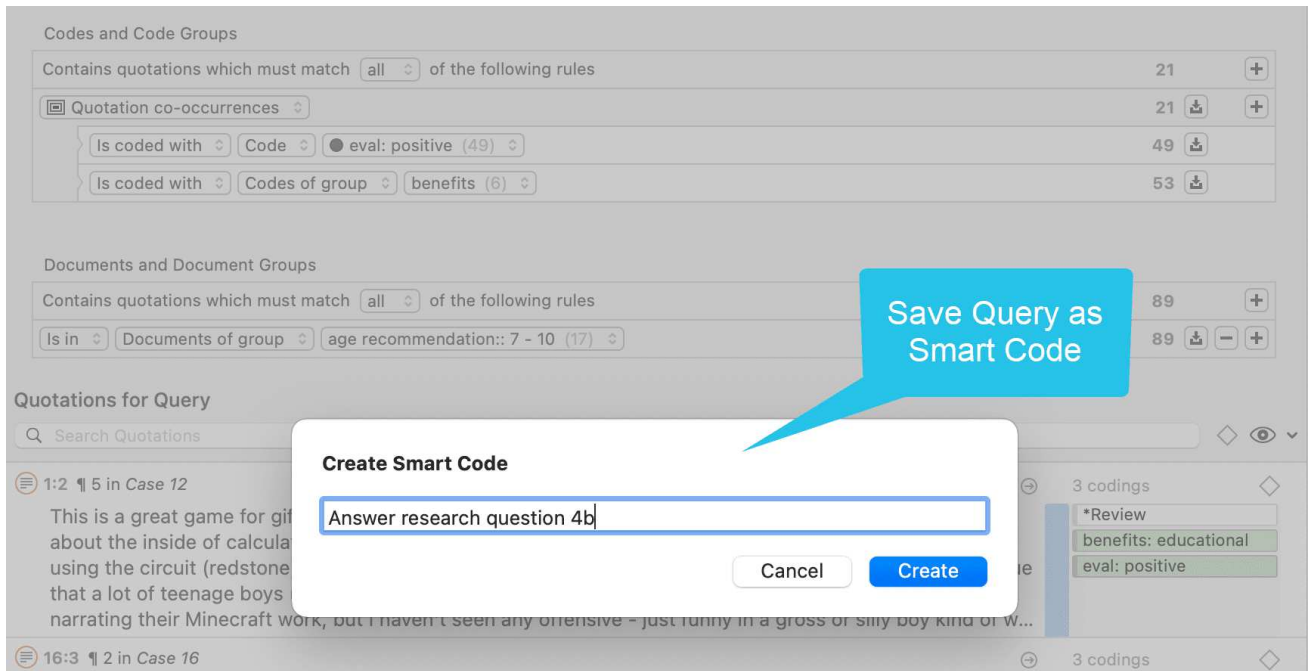 Codes and Code Groups
Contains quotations which must match all of the following rules 21
Quotation co-occurrences 21
Is coded with Code eval: positive (49) 49
Is coded with Codes of group benefits (6) 53
Documents and Document Groups
Contains quotations which must match all of the following rules 89
Is in Documents of group age recommendation:: 7 - 10 (17) 89
Save Query as
Smart Code
Quotations for Query
Search Quotations
Create Smart Code
Answer research question 4b
Cancel Create
1:2 ¶ 5 in Case 12 3 codings
This is a great game for
about the inside of
using the circuit (redstone
that a lot of teenage boys
narrating their Minecraft work, but I haven't seen any offensive - just funny in a gross or silly boy kind of w...
*Review
benefits: educational
eval: positive
16:3 ¶ 2 in Case 16 3 codings